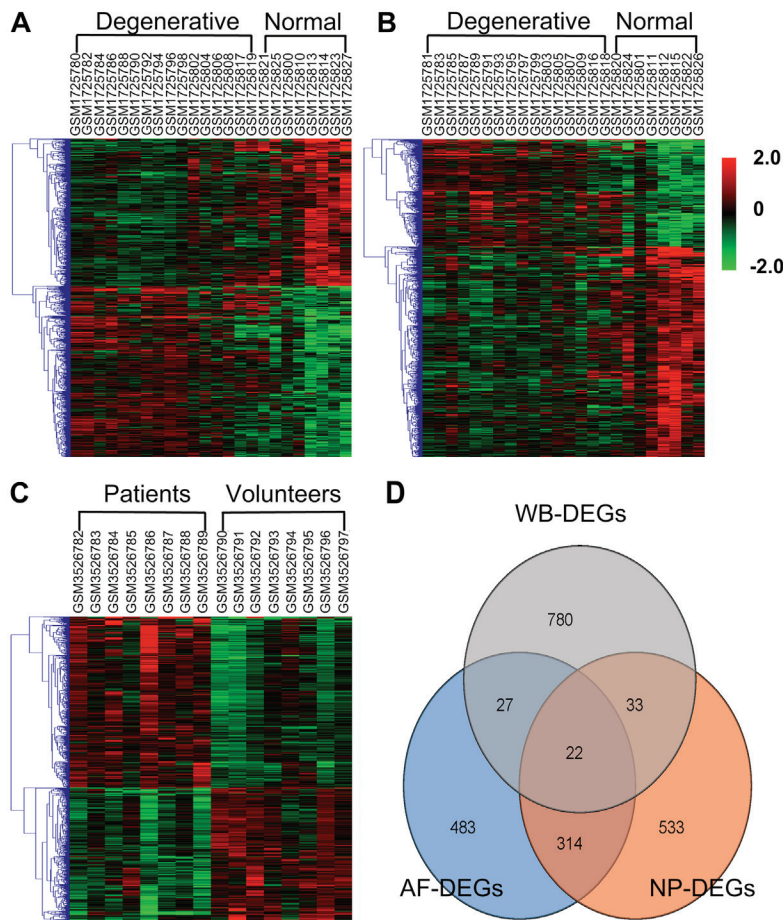 A
Degenerative
Normal
GSM1725780
GSM1725782
GSM1725784
GSM1725786
GSM1725788
GSM1725790
GSM1725792
GSM1725794
GSM1725796
GSM1725798
GSM1725802
GSM1725804
GSM1725806
GSM1725808
GSM1725817
GSM1725819
GSM1725821
GSM1725825
GSM1725800
GSM1725810
GSM1725813
GSM1725814
GSM1725823
GSM1725827
B
Degenerative
Normal
GSM1725781
GSM1725783
GSM1725785
GSM1725787
GSM1725789
GSM1725791
GSM1725793
GSM1725795
GSM1725797
GSM1725799
GSM1725803
GSM1725805
GSM1725807
GSM1725809
GSM1725816
GSM1725818
GSM1725820
GSM1725824
GSM1725801
GSM1725811
GSM1725812
GSM1725815
GSM1725822
GSM1725826
2.0
0
-2.0
C
Patients
Volunteers
GSM3526782
GSM3526783
GSM3526784
GSM3526785
GSM3526786
GSM3526787
GSM3526788
GSM3526789
GSM3526790
GSM3526791
GSM3526792
GSM3526793
GSM3526794
GSM3526795
GSM3526796
GSM3526797
D
WB-DEGs
780
27
33
22
483
314
533
AF-DEGs
NP-DEGs